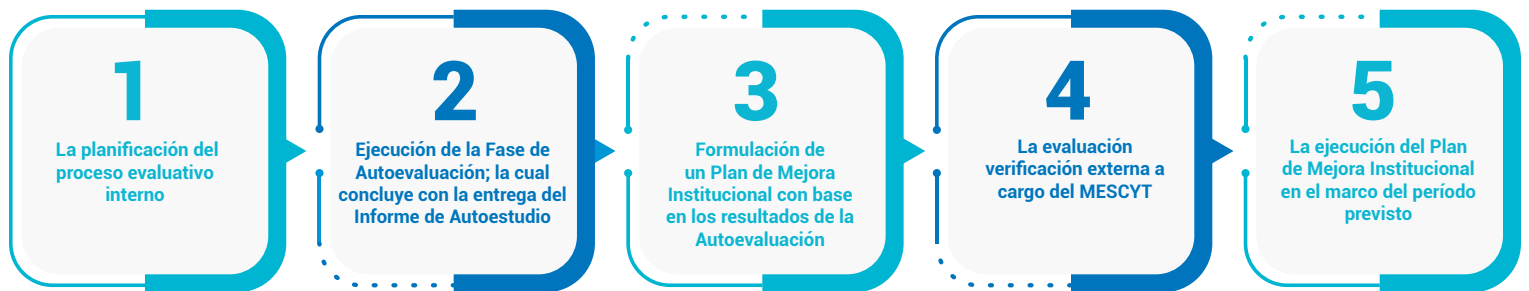 1
La planificación del
proceso evaluativo
interno
2
Ejecución de la Fase de
Autoevaluación; la cual
concluye con la entrega del
Informe de Autoestudio
3
Formulación de
un Plan de Mejora
Institucional con base
en los resultados de la
Autoevaluación
4
La evaluación
verificación externa a
cargo del MESCYT
5
La ejecución del Plan
de Mejora Institucional
en el marco del período
previsto